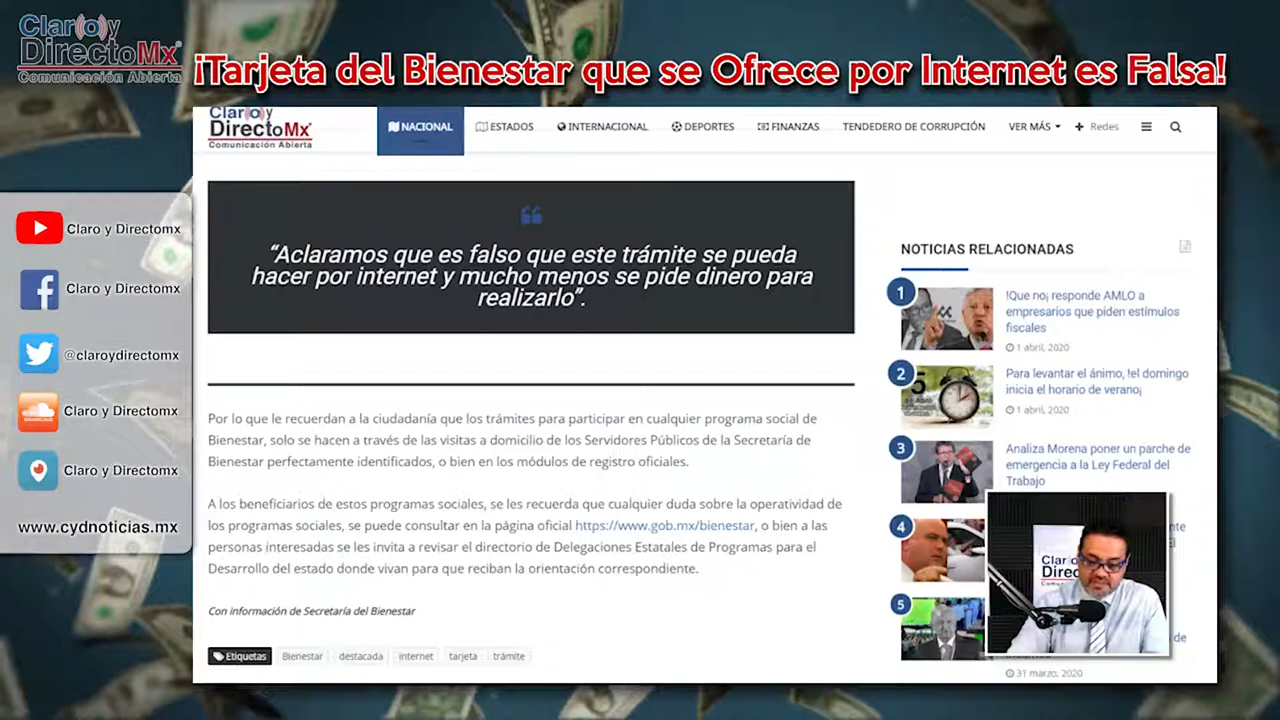 Claro y
DirectoMx
Comunicación Abierta
¡Tarjeta del Bienestar que se Ofrece por Internet es Falsa!
Claro y
DirectoMx
Comunicación Abierta
NACIONAL
ESTADOS
INTERNACIONAL
DEPORTES
FINANZAS
TENDEDERO DE CORRUPCIÓN
VER MÁS
Redes
Claro y Directomx
Claro y Directomx
@claroydirectomx
Claro y Directomx
Claro y Directomx
www.cydnoticias.mx
“Aclaramos que es falso que este trámite se pueda
hacer por internet y mucho menos se pide dinero para
realizarlo”.
Por lo que le recuerdan a la ciudadanía que los trámites para participar en cualquier programa social de
Bienestar, solo se hacen a través de las visitas a domicilio de los Servidores Públicos de la Secretaría de
Bienestar perfectamente identificados, o bien en los módulos de registro oficiales.
A los beneficiarios de estos programas sociales, se les recuerda que cualquier duda sobre la operatividad de
los programas sociales, se puede consultar en la página oficial https://www.gob.mx/bienestar, o bien a las
personas interesadas se les invita a revisar el directorio de Delegaciones Estatales de Programas para el
Desarrollo del estado donde vivan para que reciban la orientación correspondiente.
Con información de Secretaría del Bienestar
Etiquetas
Bienestar
destacada
internet
tarjeta
trámite
NOTICIAS RELACIONADAS
1
!Que no¡ responde AMLO a
empresarios que piden estímulos
fiscales
1 abril, 2020
2
Para levantar el ánimo, !el domingo
inicia el horario de verano¡
1 abril, 2020
3
Analiza Morena poner un parche de
emergencia a la Ley Federal del
Trabajo
4
5
de
31 marzo, 2020